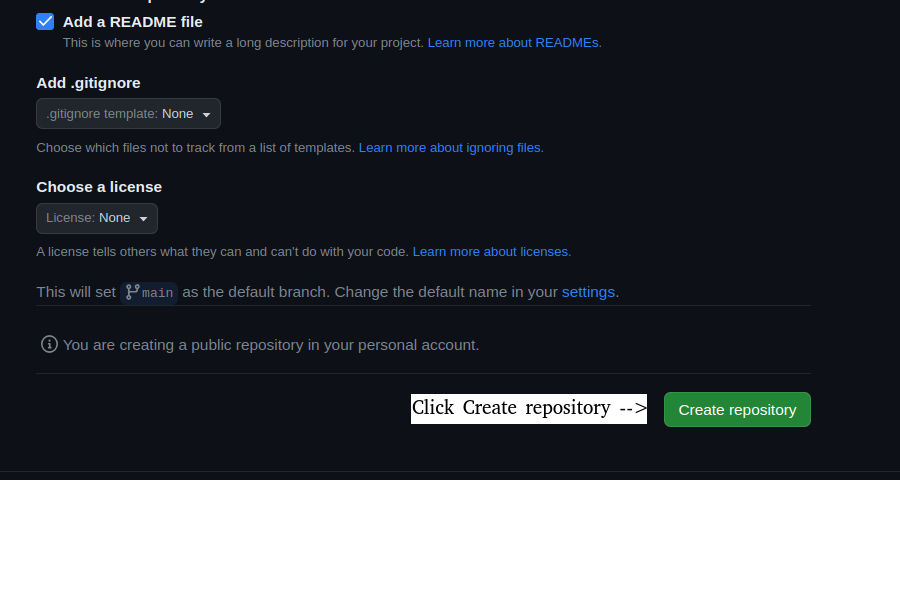 Add a README file
This is where you can write a long description for your project. Learn more about READMEs.
Add .gitignore
.gitignore template: None
Choose which files not to track from a list of templates. Learn more about ignoring files.
Choose a license
License: None
A license tells others what they can and can't do with your code. Learn more about licenses.
This will set main as the default branch. Change the default name in your settings.
You are creating a public repository in your personal account.
Click Create repository --> Create repository